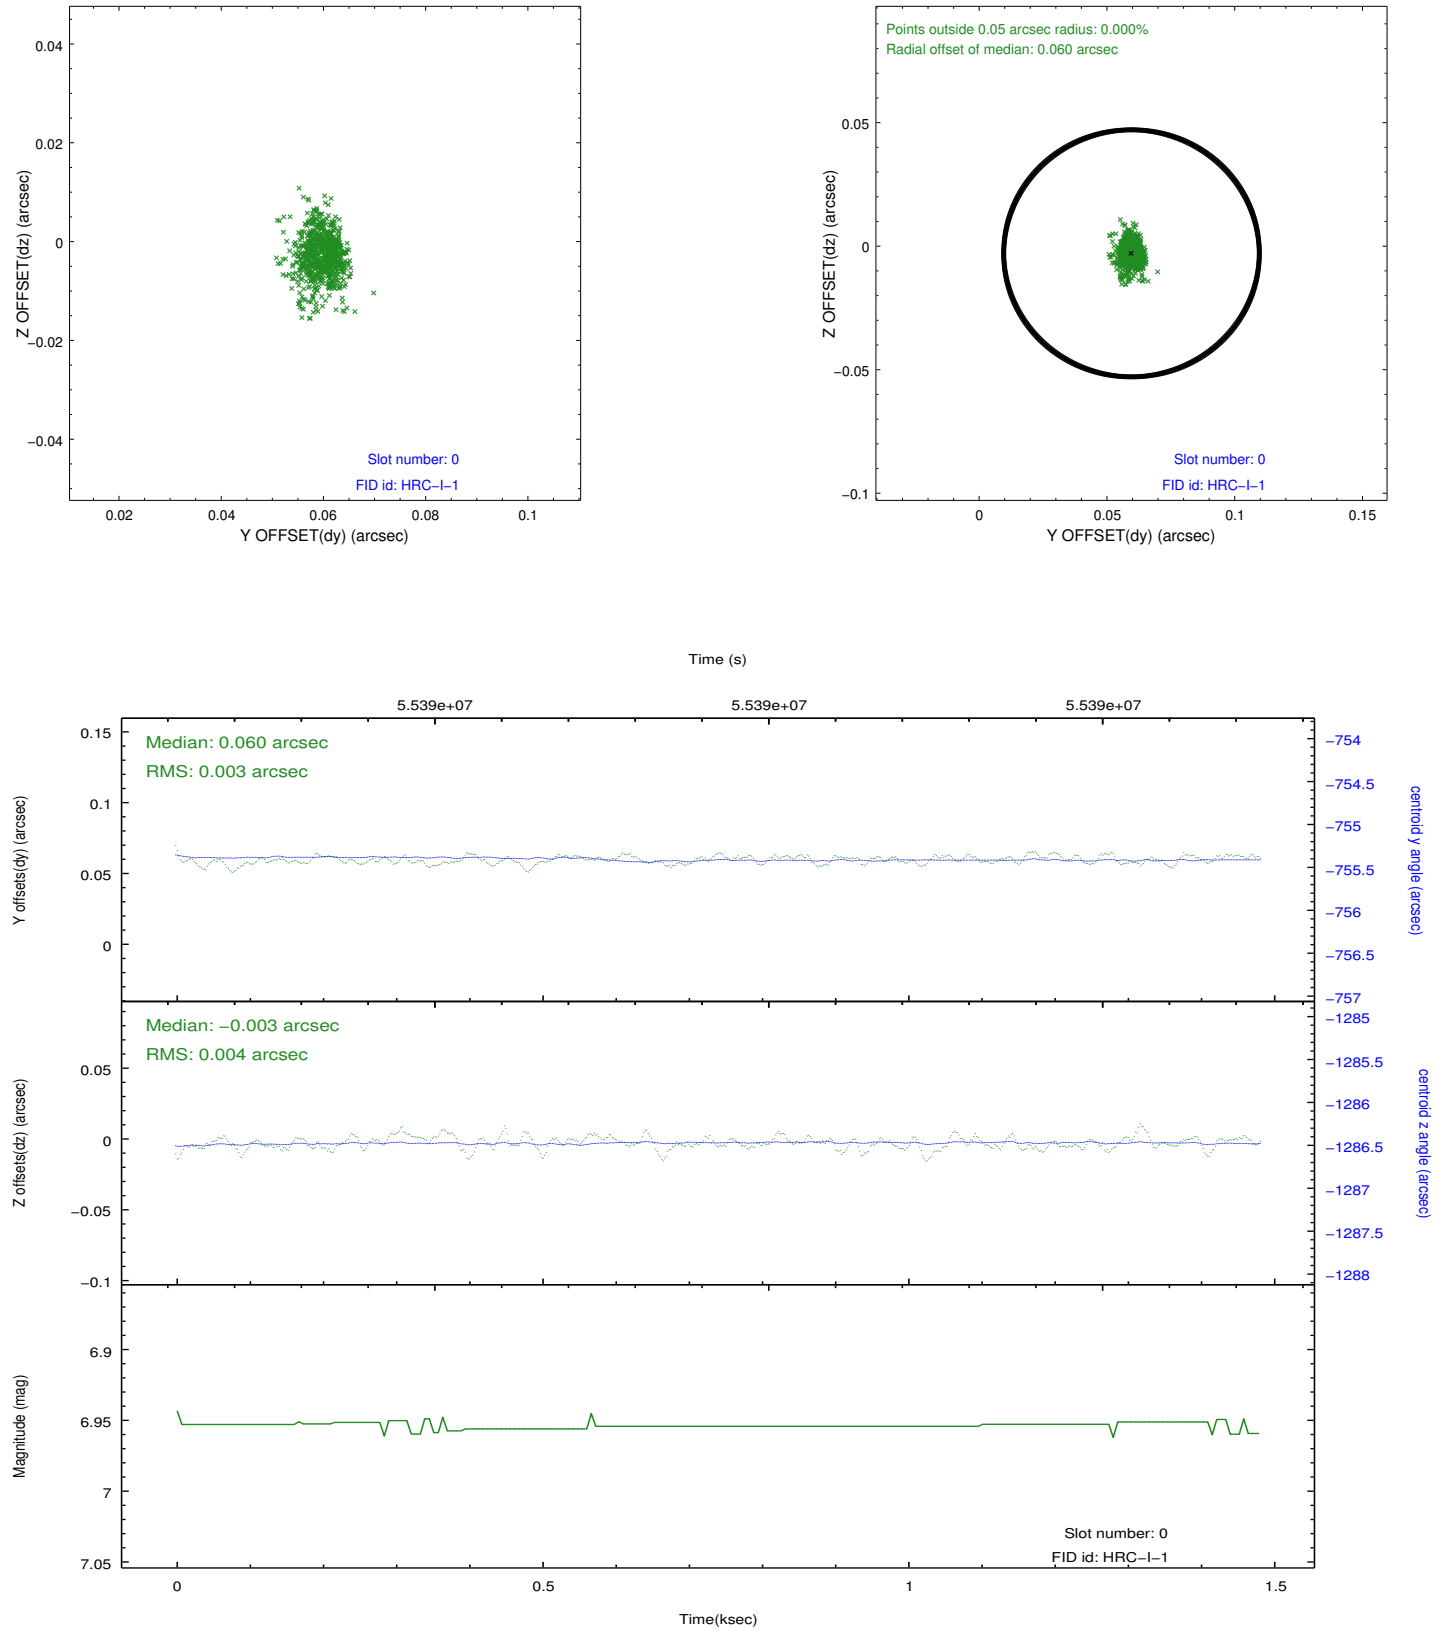 0.04
0.02
0
−0.02
−0.04
Z OFFSET(dz) (arcsec)
Slot number: 0
FID id: HRC−I−1
0.02 0.04 0.06 0.08 0.1
Y OFFSET(dy) (arcsec)
Points outside 0.05 arcsec radius: 0.000%
Radial offset of median: 0.060 arcsec
0.05
0
−0.05
−0.1
Z OFFSET(dz) (arcsec)
Slot number: 0
FID id: HRC−I−1
0 0.05 0.1 0.15
Y OFFSET(dy) (arcsec)
Time (s)
5.539e+07 5.539e+07 5.539e+07
Median: 0.060 arcsec
RMS: 0.003 arcsec
0.15
0.1
0.05
0
Y offsets(dy) (arcsec)
−754
−754.5
−755
−755.5
−756
−756.5
−757
centroid y angle (arcsec)
Median: −0.003 arcsec
RMS: 0.004 arcsec
0.05
0
−0.05
−0.1
Z offsets(dz) (arcsec)
−1285
−1285.5
−1286
−1286.5
−1287
−1287.5
−1288
centroid z angle (arcsec)
6.9
6.95
7
7.05
Magnitude (mag)
Slot number: 0
FID id: HRC−I−1
0 0.5 1 1.5
Time(ksec)